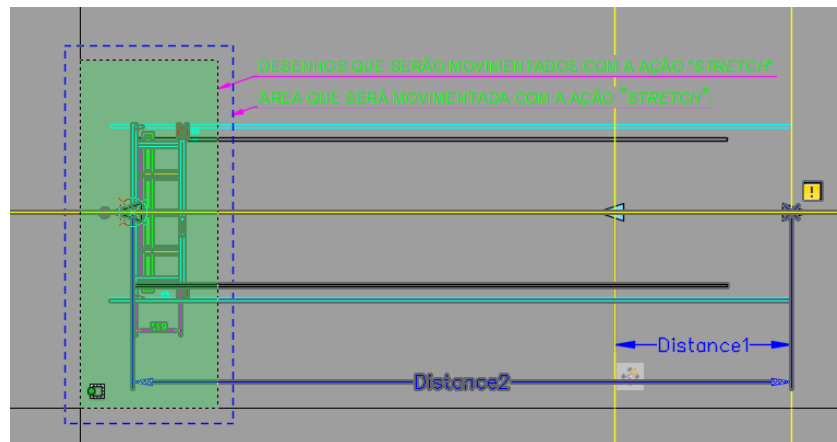 DESENHOS QUE SERÃO MOVIMENTADOS COM A AÇÃO "STRETCH"
ÁREA QUE SERÁ MOVIMENTADA COM A AÇÃO "STRETCH".
Distance1
Distance2